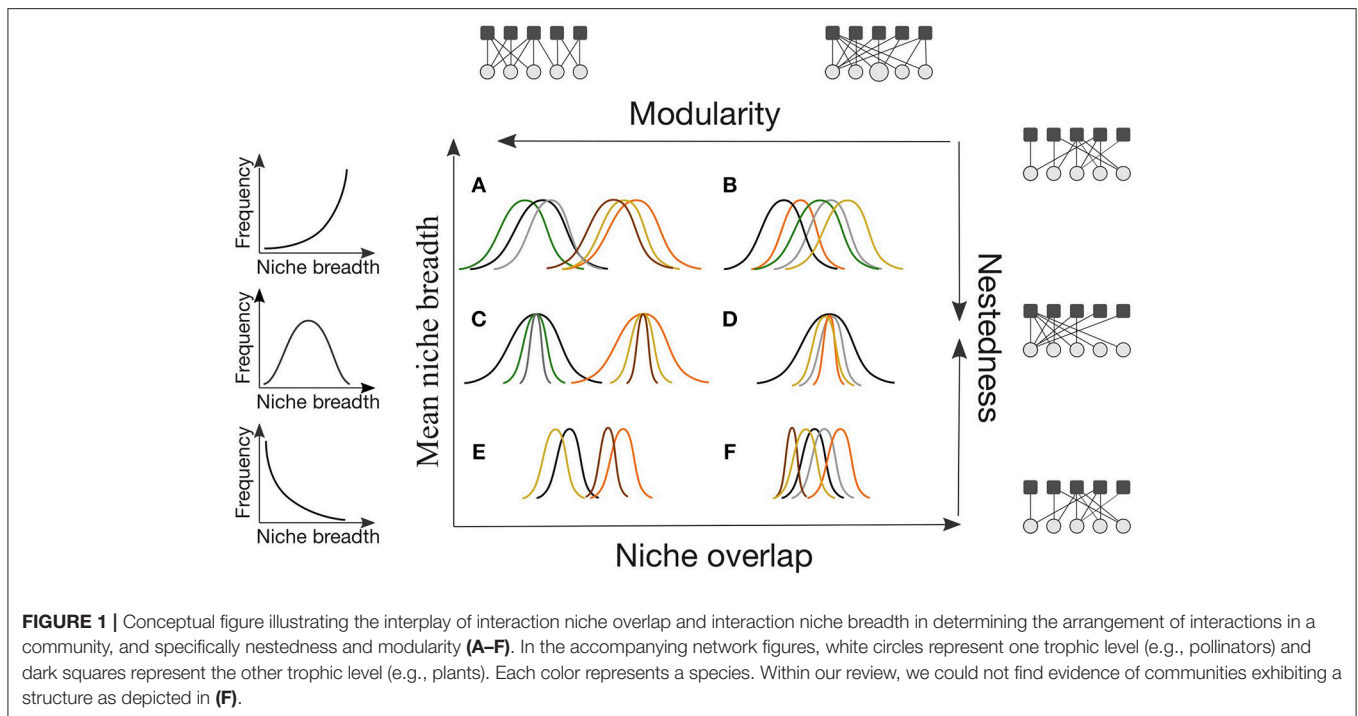 Modularity
A
B
C
D
E
F
Mean niche breadth
Niche overlap
Nestedness
Frequency
Niche breadth
Frequency
Niche breadth
Frequency
Niche breadth
FIGURE 1 | Conceptual figure illustrating the interplay of interaction niche overlap and interaction niche breadth in determining the arrangement of interactions in a
community, and specifically nestedness and modularity (A–F). In the accompanying network figures, white circles represent one trophic level (e.g., pollinators) and
dark squares represent the other trophic level (e.g., plants). Each color represents a species. Within our review, we could not find evidence of communities exhibiting a
structure as depicted in (F).